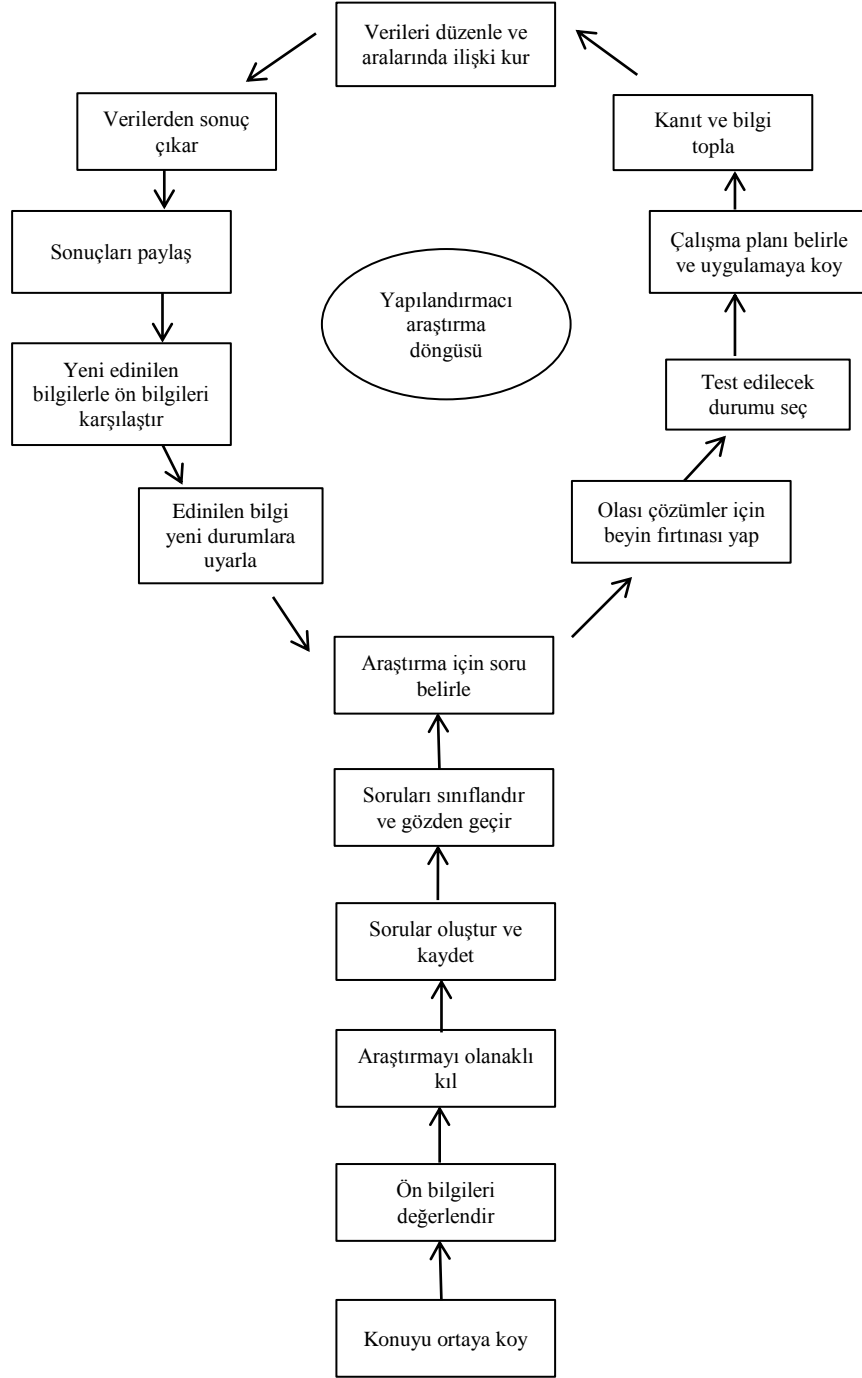 Verileri düzenle ve
aralarında ilişki kur
Verilerden sonuç
çıkar
Kanıt ve bilgi
topla
Sonuçları paylaş
Çalışma planı belirle
ve uygulamaya koy
Yapılandırmacı
araştırma
döngüsü
Yeni edinilen
bilgilerle ön bilgileri
karşılaştır
Test edilecek
durumu seç
Edinilen bilgi
yeni durumlara
uyarla
Olası çözümler için
beyin fırtınası yap
Araştırma için soru
belirle
Soruları sınıflandır
ve gözden geçir
Sorular oluştur ve
kaydet
Araştırmayı olanaklı
kıl
Ön bilgileri
değerlendir
Konuyu ortaya koy